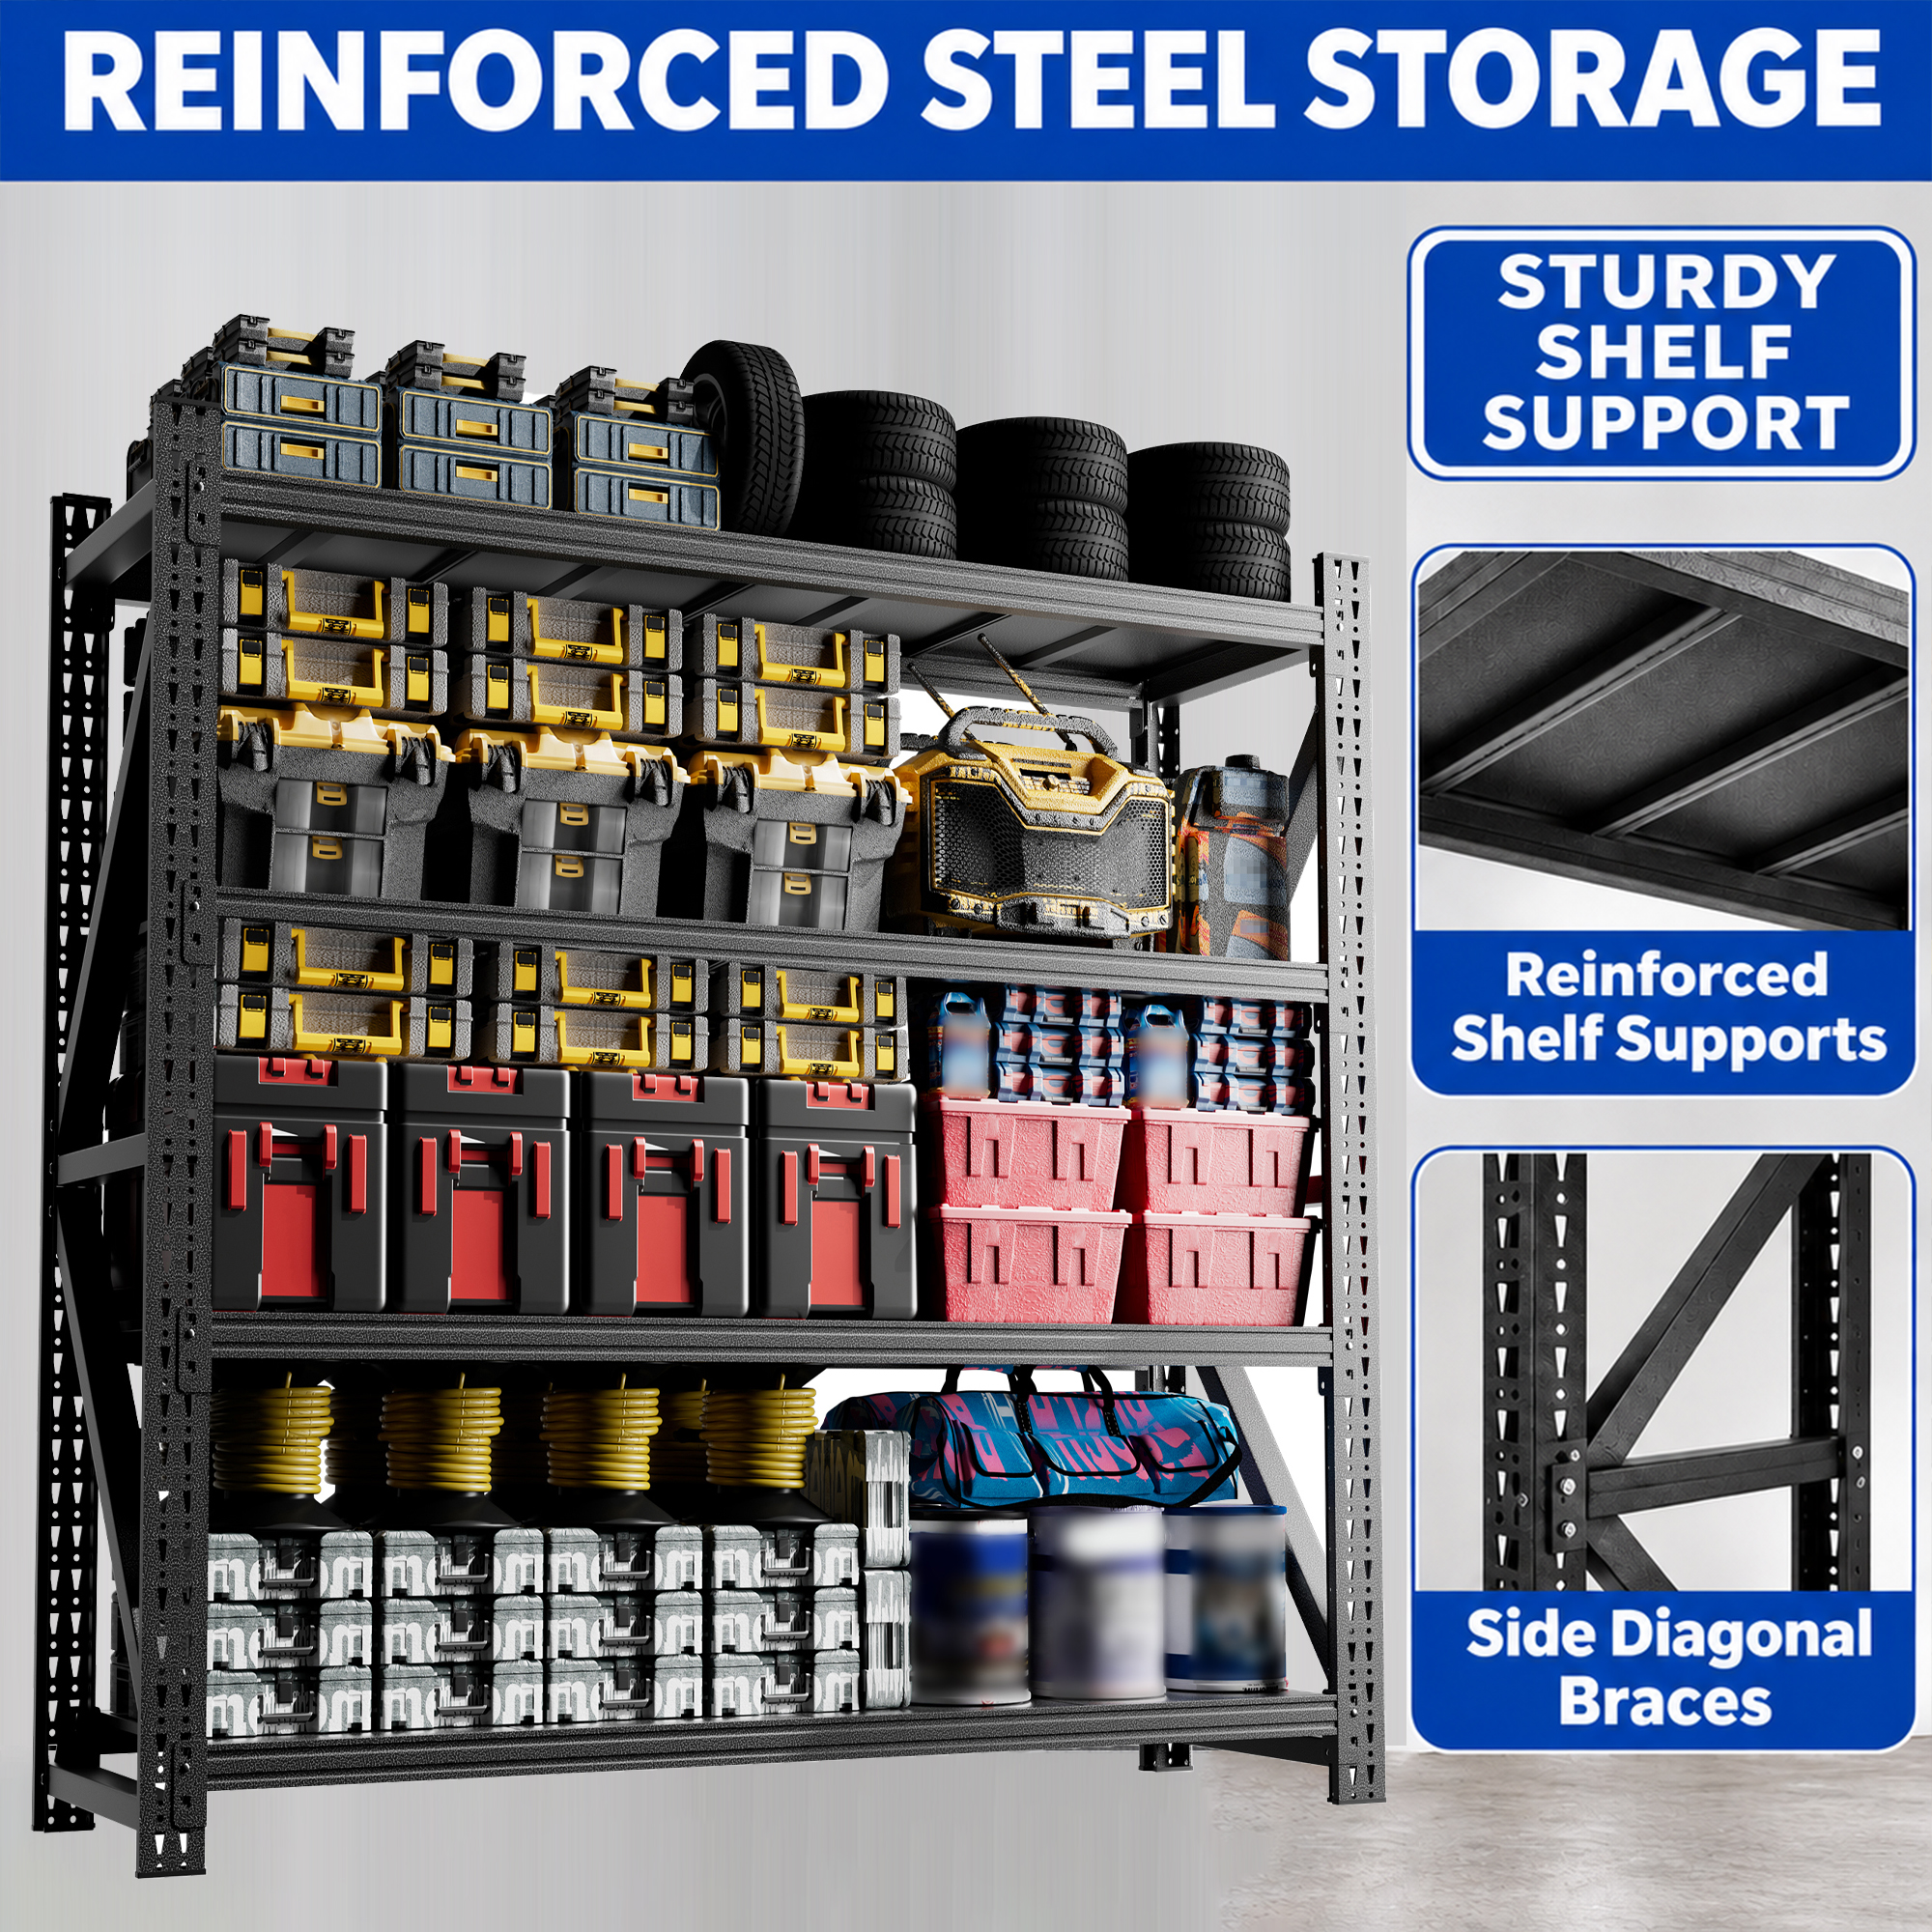 REINFORCED STEEL STORAGE
STURDY
SHELF
SUPPORT
Reinforced
Shelf Supports
Side Diagonal
Braces